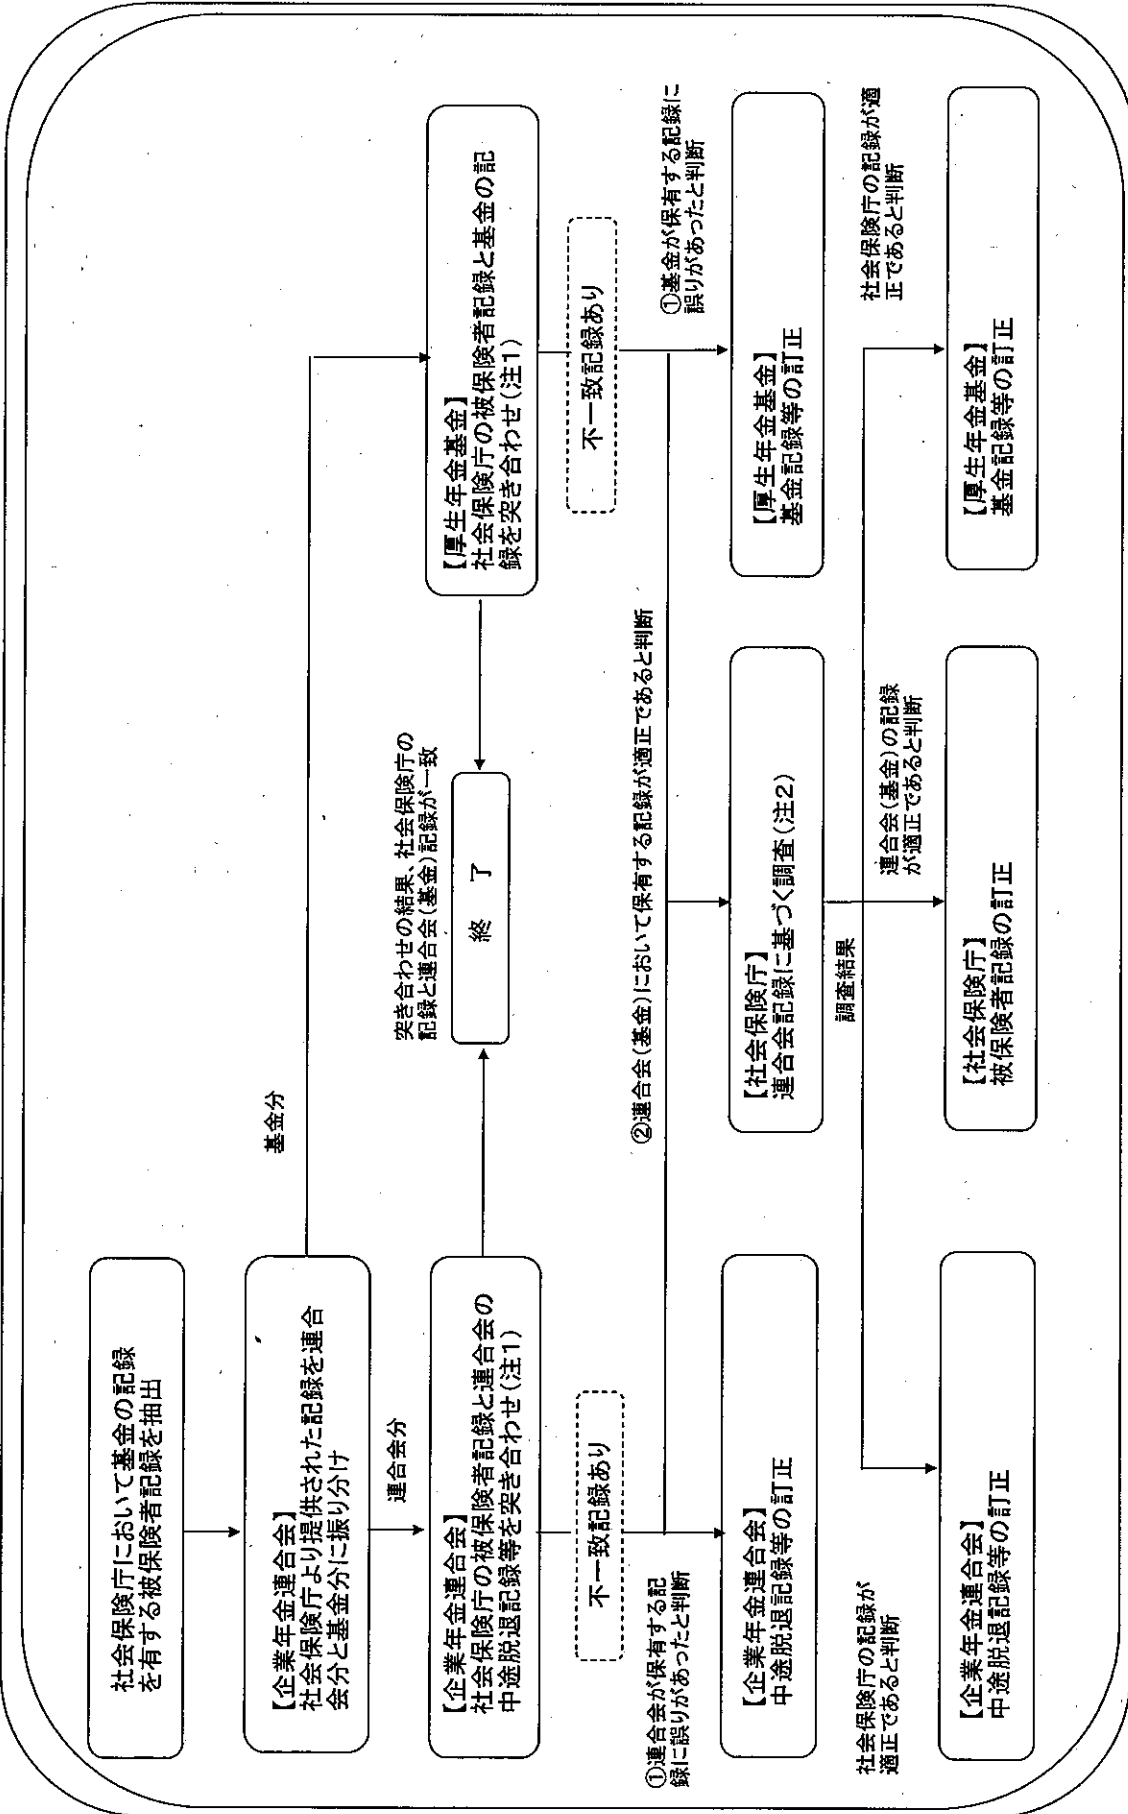 社会保険庁において基金の記録
を有する被保険者記録を抽出
【企業年金連合会】
社会保険庁より提供された記録を連合
会分と基金分に振り分け
基金分
連合会分
【企業年金連合会】
社会保険庁の被保険者記録と連合会の
中途脱退記録等を突き合わせ(注1)
突き合わせの結果、社会保険庁の
記録と連合会(基金)記録が一致
終 了
【厚生年金基金】
社会保険庁の被保険者記録と基金の記
録を突き合わせ(注1)
不一致記録あり
不一致記録あり
①連合会が保有する記
録に誤りがあったと判断
②連合会(基金)において保有する記録が適正であると判断
①基金が保有する記録に
誤りがあったと判断
【企業年金連合会】
中途脱退記録等の訂正
【社会保険庁】
連合会記録に基づく調査(注2)
【厚生年金基金】
基金記録等の訂正
社会保険庁の記録が
適正であると判断
調査結果
連合会(基金)の記録
が適正であると判断
社会保険庁の記録が適
正であると判断
【企業年金連合会】
中途脱退記録等の訂正
【社会保険庁】
被保険者記録の訂正
【厚生年金基金】
基金記録等の訂正